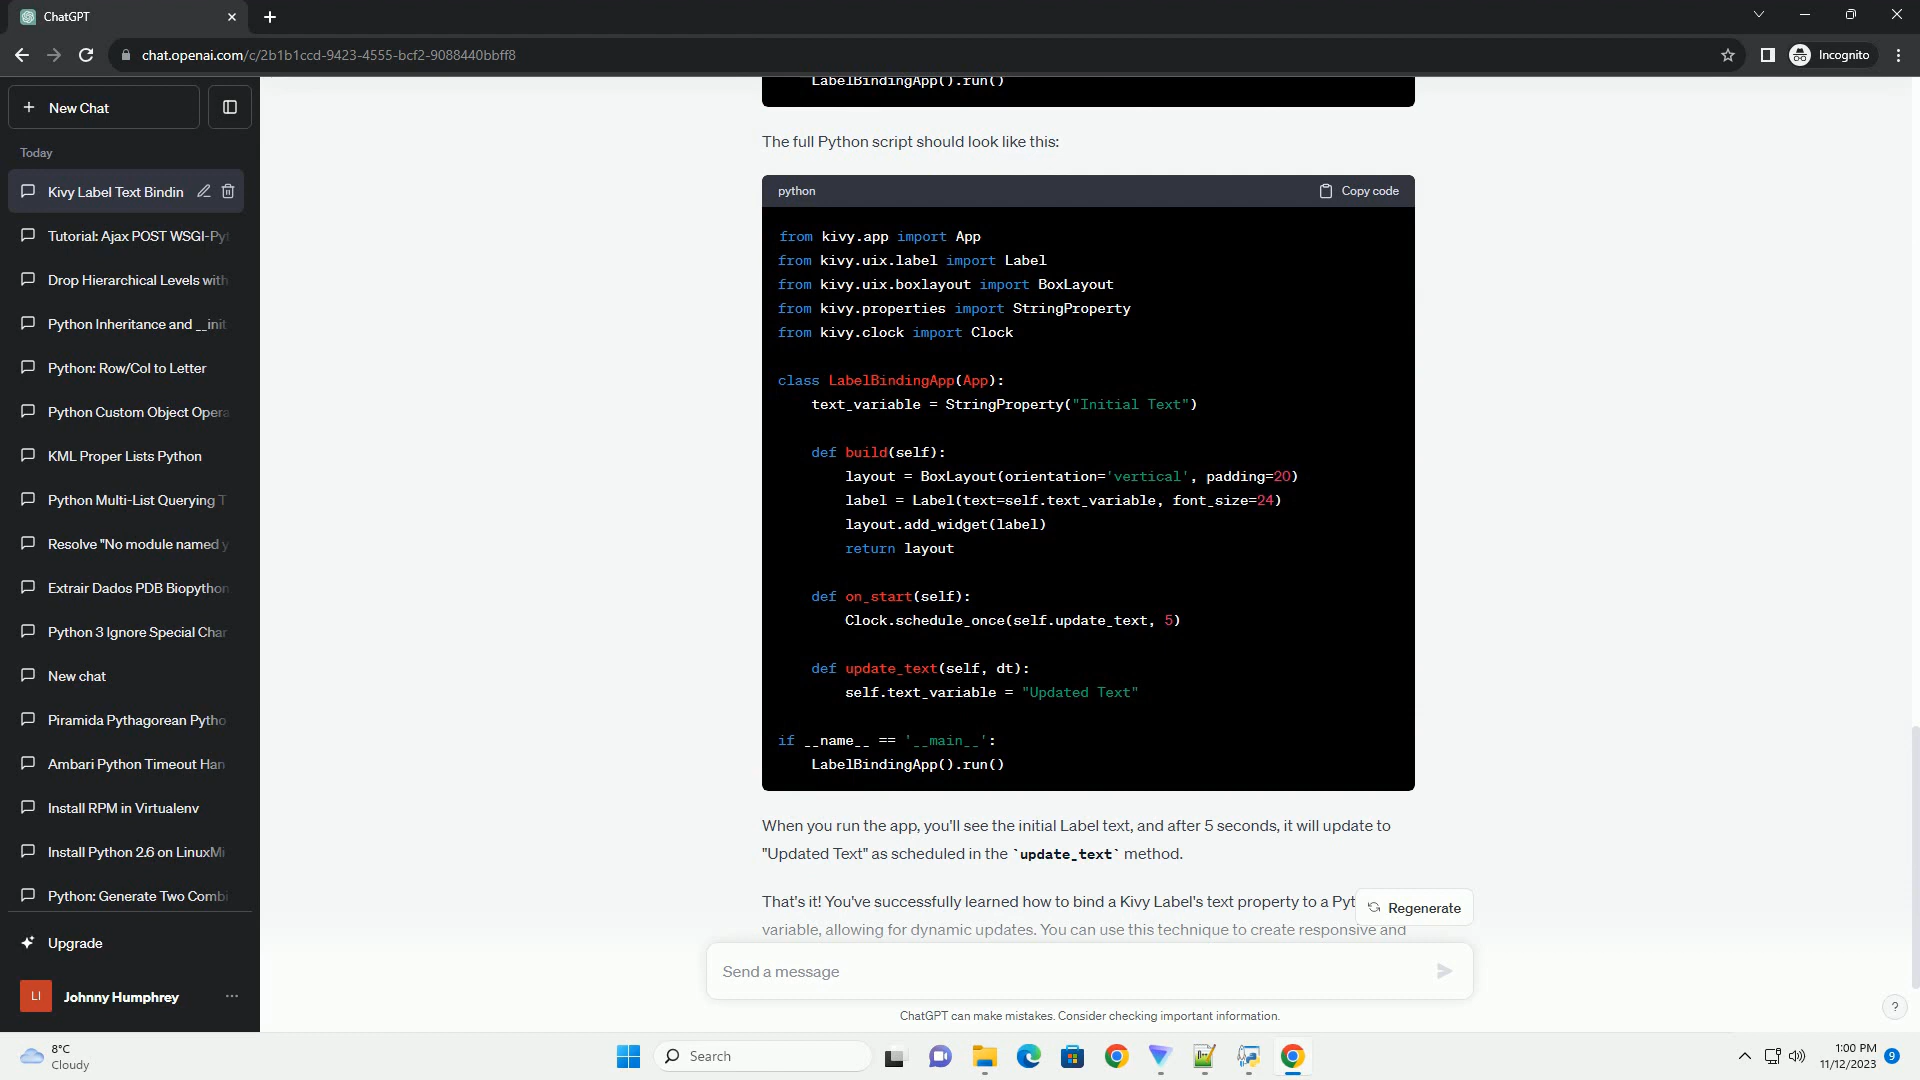 ChatGPT
chat.openai.com/c/2b1b1ccd-9423-4555-bcf2-9088440bbff8
Incognito
New Chat
Today
Kivy Label Text Bindin
Tutorial: Ajax POST WSGI-Pyt
Drop Hierarchical Levels with
Python Inheritance and __init
Python: Row/Col to Letter
Python Custom Object Opera
KML Proper Lists Python
Python Multi-List Querying T
Resolve "No module named y
Extrair Dados PDB Biopython
Python 3 Ignore Special Char
New chat
Piramida Pythagorean Pytho
Ambari Python Timeout Han
Install RPM in Virtualenv
Install Python 2.6 on LinuxMi
Python: Generate Two Combi
Upgrade
LI
Johnny Humphrey
LabelBindingApp().run()
The full Python script should look like this:
python
Copy code
from kivy.app import App
from kivy.uix.label import Label
from kivy.uix.boxlayout import BoxLayout
from kivy.properties import StringProperty
from kivy.clock import Clock
class LabelBindingApp(App):
text_variable = StringProperty("Initial Text")
def build(self):
layout = BoxLayout(orientation='vertical', padding=20)
label = Label(text=self.text_variable, font_size=24)
layout.add_widget(label)
return layout
def on_start(self):
Clock.schedule_once(self.update_text, 5)
def update_text(self, dt):
self.text_variable = "Updated Text"
if __name__ == '__main__':
LabelBindingApp().run()
When you run the app, you'll see the initial Label text, and after 5 seconds, it will update to
"Updated Text" as scheduled in the `update_text` method.
That's it! You've successfully learned how to bind a Kivy Label's text property to a Pyt
variable, allowing for dynamic updates. You can use this technique to create responsive and
Regenerate
Send a message
ChatGPT can make mistakes. Consider checking important information.
?
8°C
Cloudy
Search
1:00 PM
11/12/2023
9